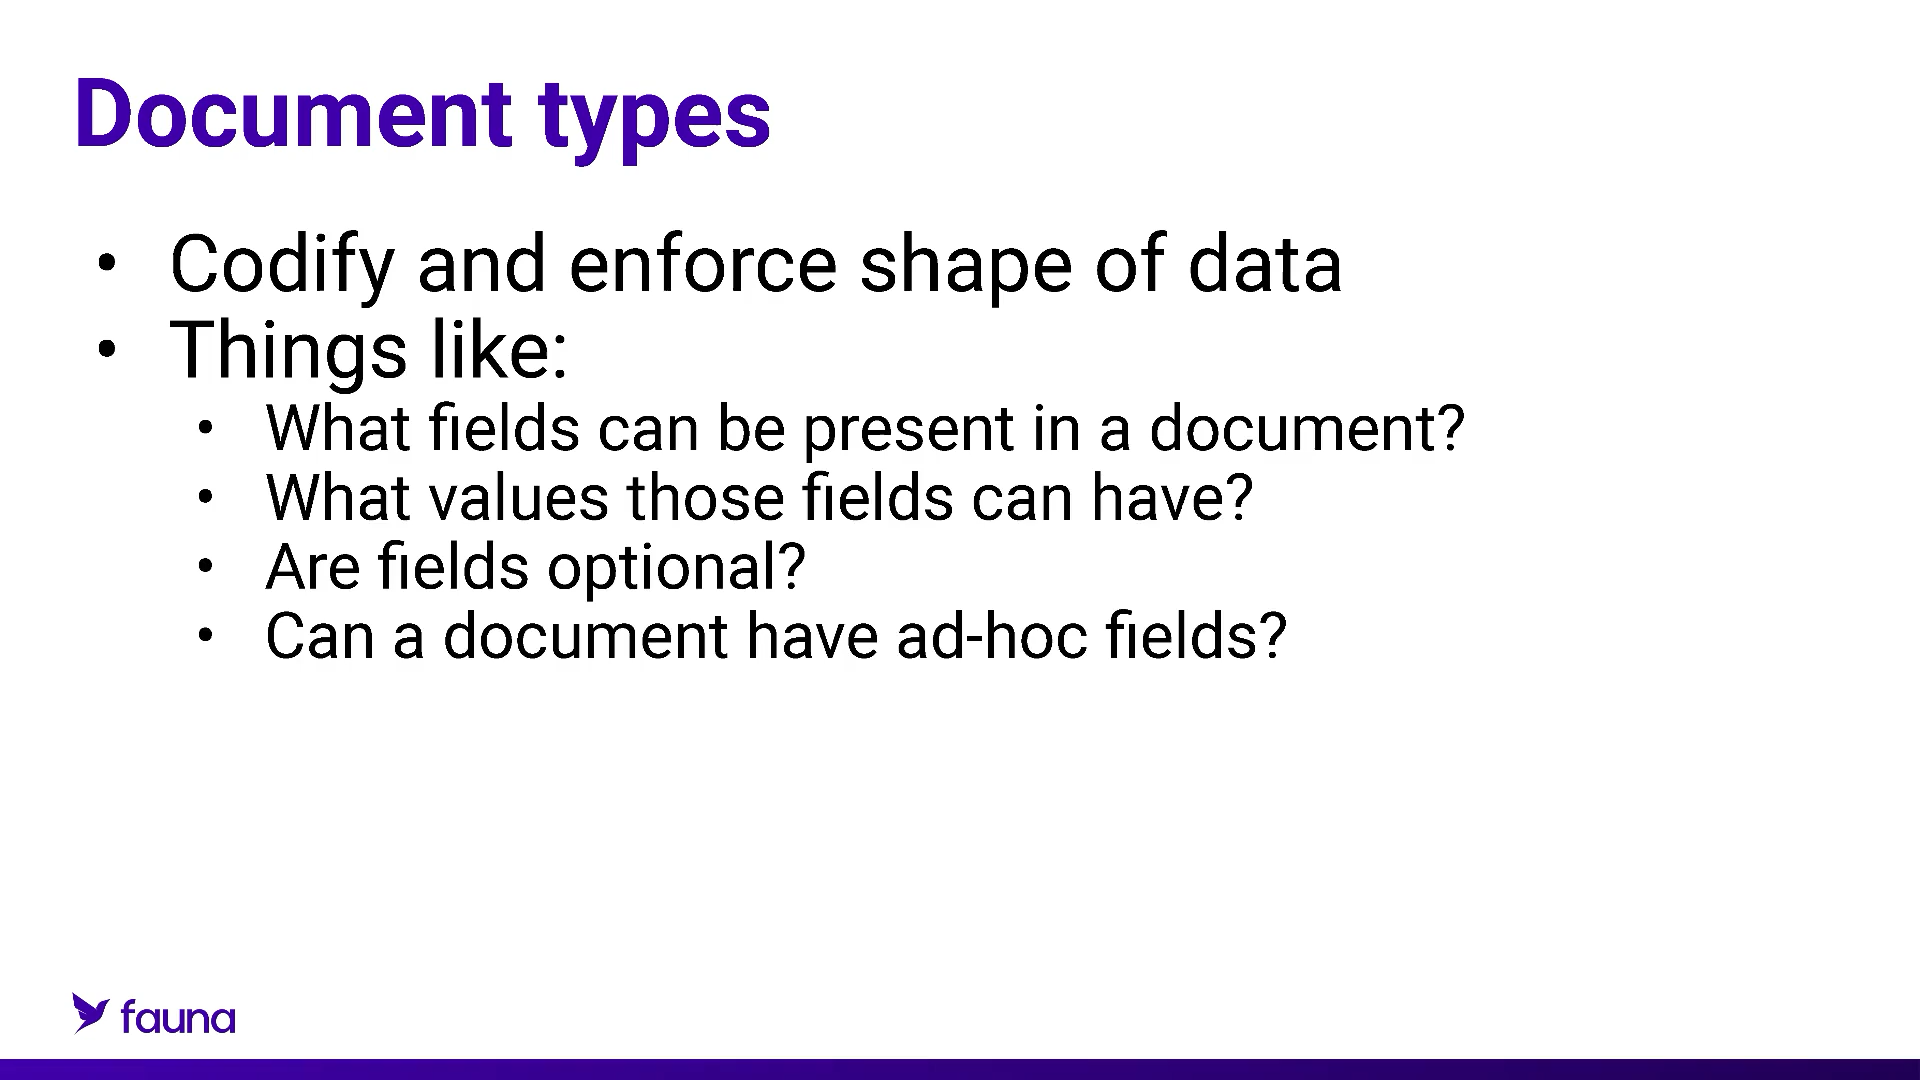 Document types
• Codify and enforce shape of data
• Things like:
• What fields can be present in a document?
• What values those fields can have?
• Are fields optional?
• Can a document have ad-hoc fields?
fauna